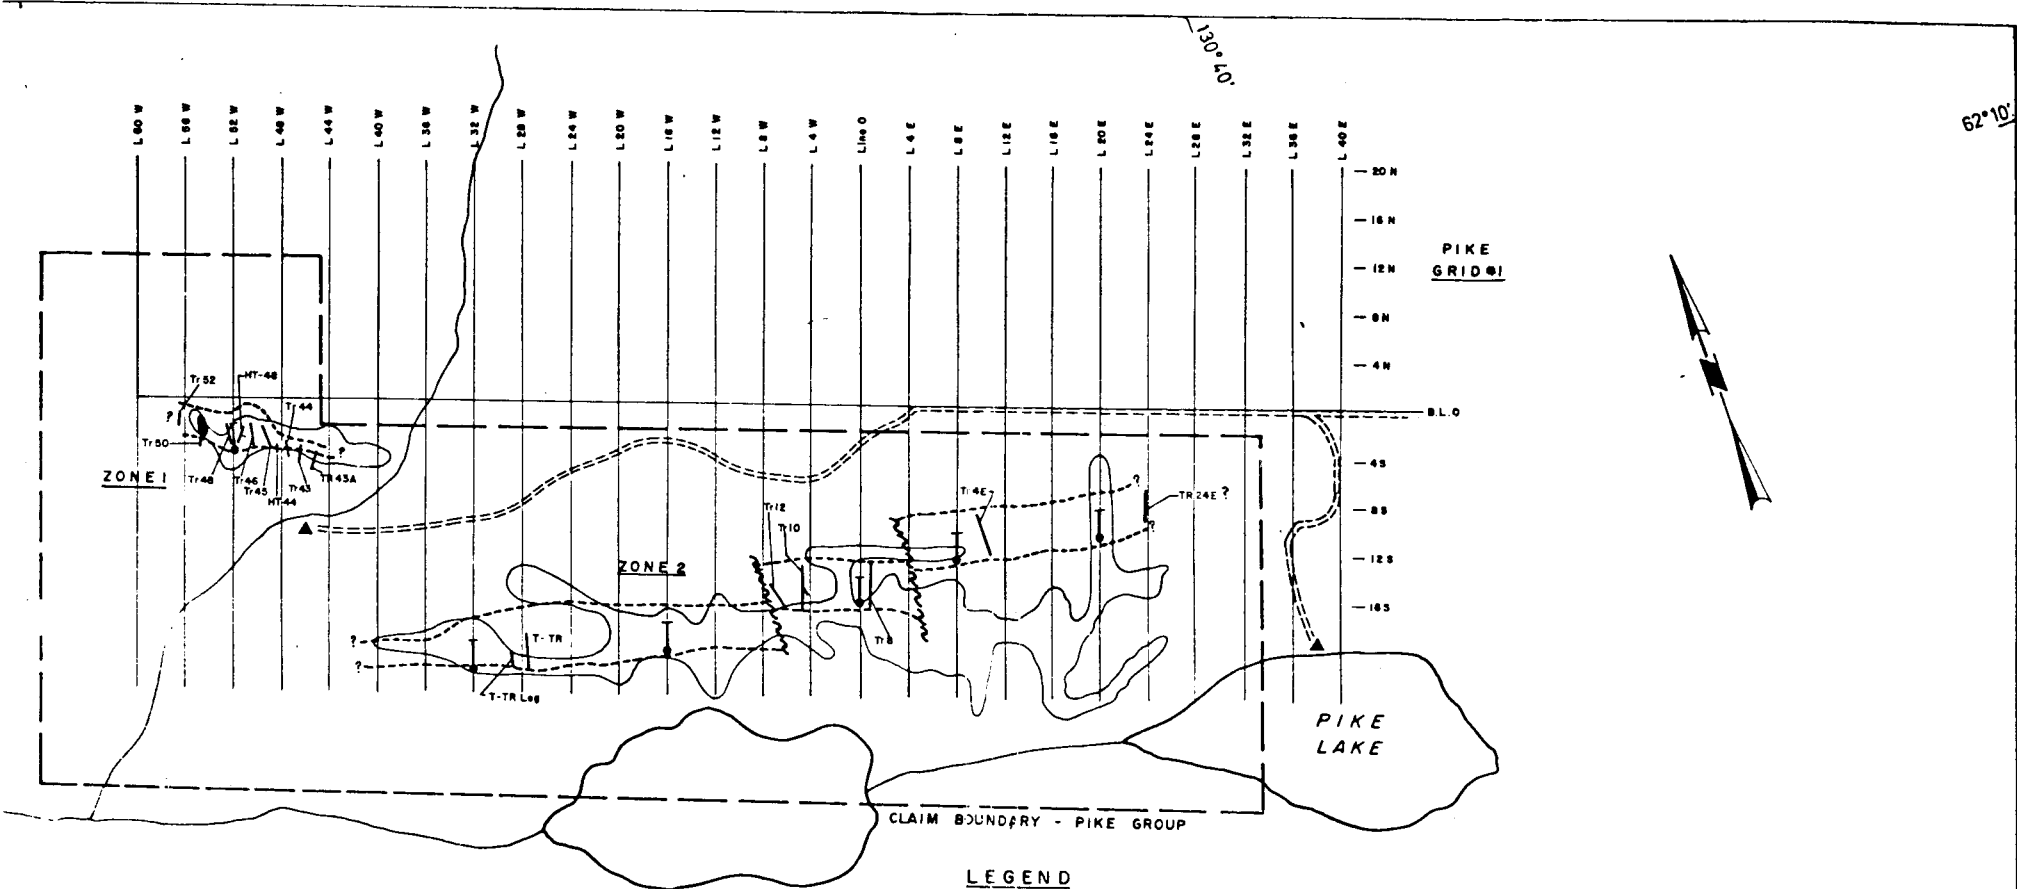 130° 40'
62° 10'
L 60 W
L 56 W
L 52 W
L 48 W
L 44 W
L 40 W
L 36 W
L 32 W
L 28 W
L 24 W
L 20 W
L 16 W
L 12 W
L 8 W
L 4 W
Line 0
L 4 E
L 8 E
L 12 E
L 16 E
L 20 E
L 24 E
L 28 E
L 32 E
L 36 E
L 40 E
20 N
16 N
12 N
8 N
4 N
B.L.O
4 S
8 S
12 S
16 S
PIKE
GRID #1
Tr 52
HT-48
Tr 44
?
Tr 50
?
ZONE 1
Tr 48
Tr 46
Tr 45
HT-44
Tr 43
TR 43A
Tr 4E
?
TR 24E ?
?
Tr 12
Tr 10
ZONE 2
Tr 8
?
?
T-TR
T-TR Leg
PIKE
LAKE
CLAIM BOUNDARY - PIKE GROUP
LEGEND